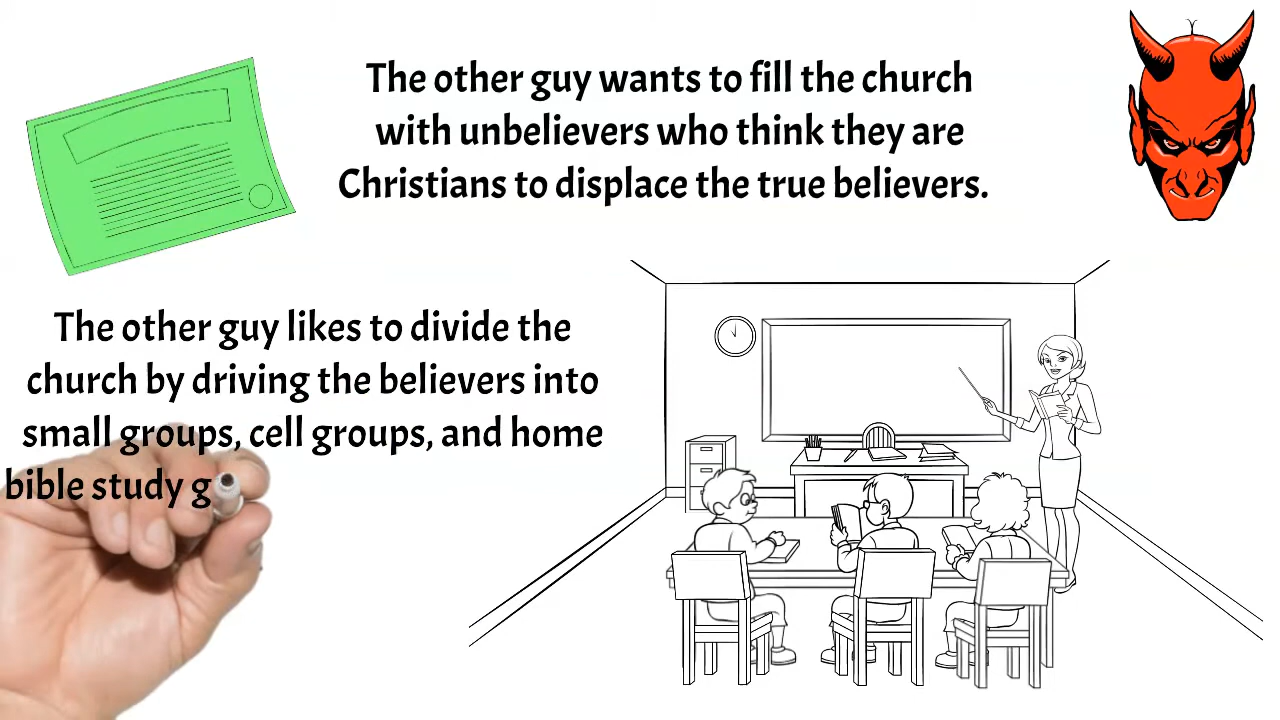 The other guy wants to fill the church
with unbelievers who think they are
Christians to displace the true believers.
The other guy likes to divide the
church by driving the believers into
small groups, cell groups, and home
bible study g